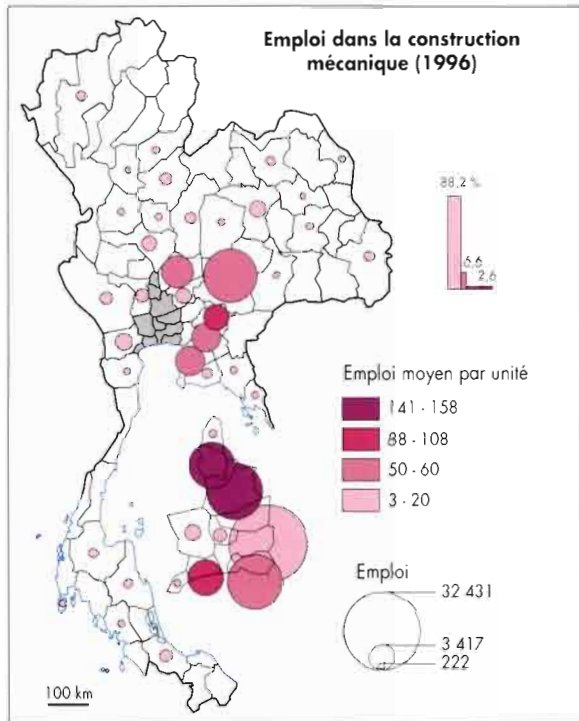 Emploi dans la construction
mécanique (1996)
88,2 %
6,6
2,6
Emploi moyen par unité
141 - 158
88 - 108
50 - 60
3 - 20
Emploi
32 431
3 417
222
100 km